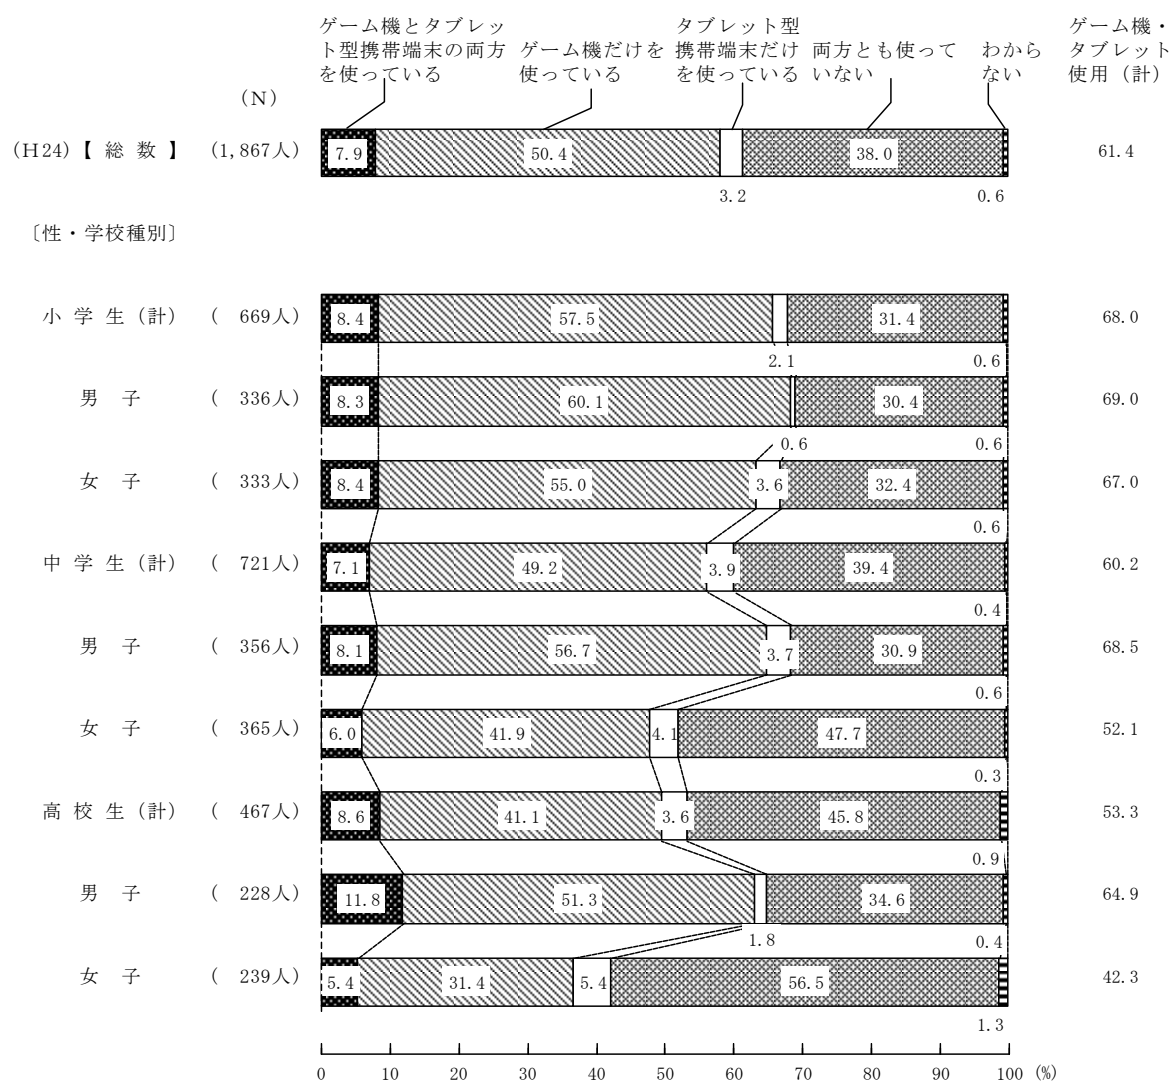 ゲーム機とタブレット型携帯端末の両方を使っている
ゲーム機だけを使っている
タブレット型携帯端末だけを使っている
両方とも使っていない
わからない
ゲーム機・タブレット使用(計)
(N)
(H24)【 総 数 】 (1,867人) 7.9 50.4 38.0 61.4
3.2 0.6
〔性・学校種別〕
小 学 生(計) ( 669人) 8.4 57.5 31.4 68.0
2.1 0.6
男 子 ( 336人) 8.3 60.1 30.4 69.0
0.6 0.6
女 子 ( 333人) 8.4 55.0 3.6 32.4 67.0
0.6
中 学 生(計) ( 721人) 7.1 49.2 3.9 39.4 60.2
0.4
男 子 ( 356人) 8.1 56.7 3.7 30.9 68.5
0.6
女 子 ( 365人) 6.0 41.9 4.1 47.7 52.1
0.3
高 校 生(計) ( 467人) 8.6 41.1 3.6 45.8 53.3
0.9
男 子 ( 228人) 11.8 51.3 34.6 64.9
1.8 0.4
女 子 ( 239人) 5.4 31.4 5.4 56.5 42.3
1.3
0 10 20 30 40 50 60 70 80 90 100 (%)